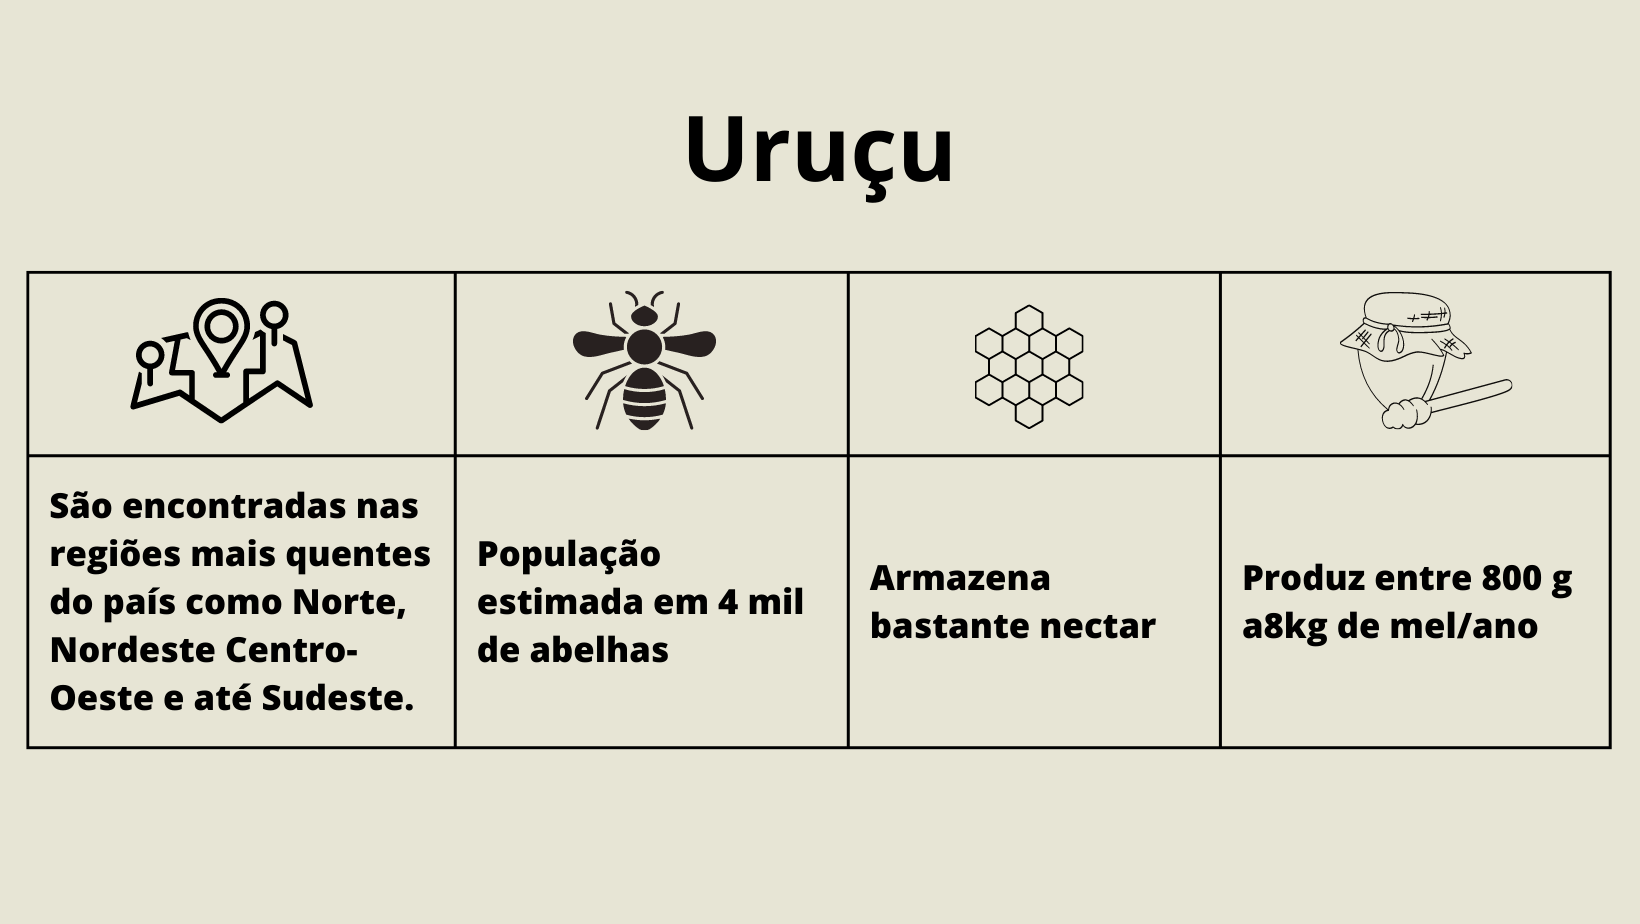 Uruçu
São encontradas nas
regiões mais quentes
do país como Norte,
Nordeste Centro-
Oeste e até Sudeste.
População
estimada em 4 mil
de abelhas
Armazena
bastante nectar
Produz entre 800 g
a8kg de mel/ano